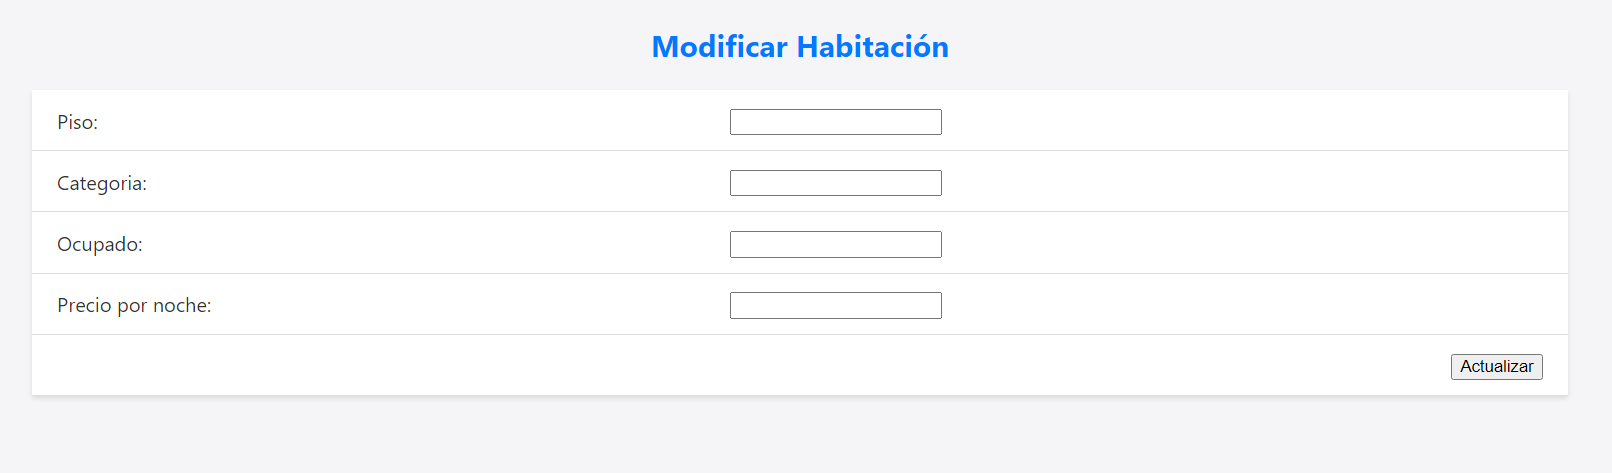 Modificar Habitación
Piso:
Categoria:
Ocupado:
Precio por noche:
Actualizar